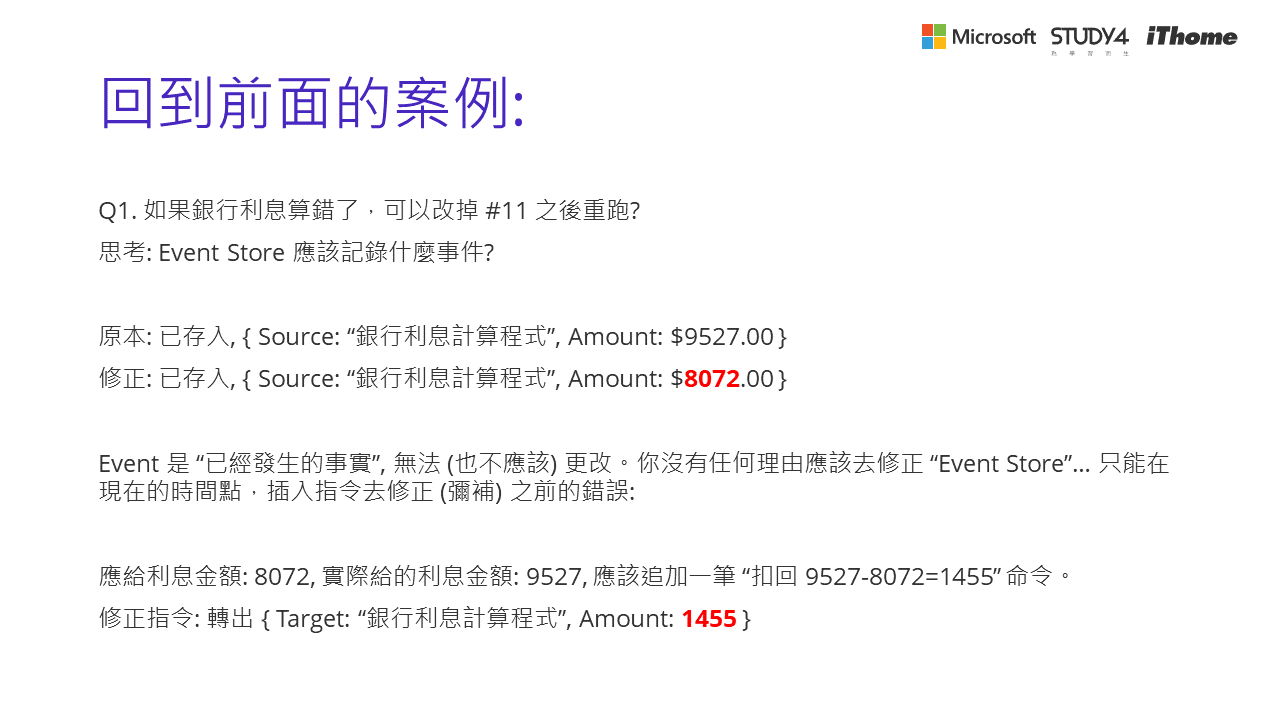 Microsoft STUDY4 iThome
為學習而生
回到前面的案例:
Q1. 如果銀行利息算錯了，可以改掉 #11 之後重跑?
思考: Event Store 應該記錄什麼事件?
原本: 已存入, { Source: “銀行利息計算程式”, Amount: $9527.00 }
修正: 已存入, { Source: “銀行利息計算程式”, Amount: $8072.00 }
Event 是 “已經發生的事實”, 無法 (也不應該) 更改。你沒有任何理由應該去修正 “Event Store”… 只能在
現在的時間點，插入指令去修正 (彌補) 之前的錯誤:
應給利息金額: 8072, 實際給的利息金額: 9527, 應該追加一筆 “扣回 9527-8072=1455” 命令。
修正指令: 轉出 { Target: “銀行利息計算程式”, Amount: 1455 }